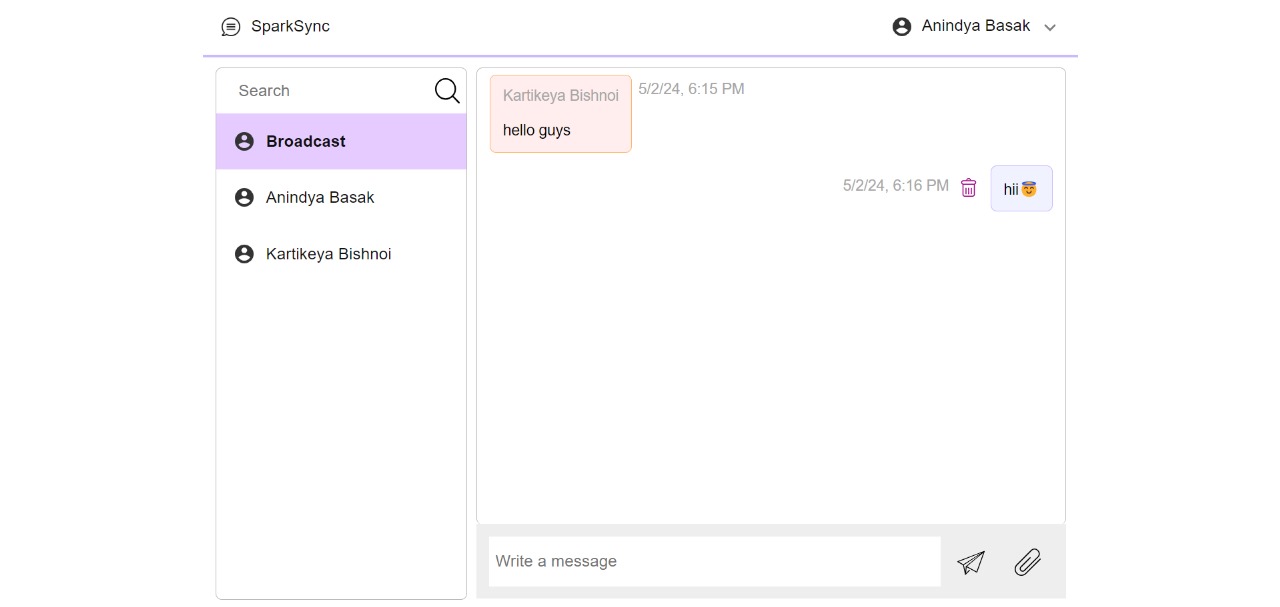 SparkSync
Anindya Basak
Search
Broadcast
Anindya Basak
Kartikeya Bishnoi
Kartikeya Bishnoi
5/2/24, 6:15 PM
hello guys
5/2/24, 6:16 PM
hii😇
Write a message